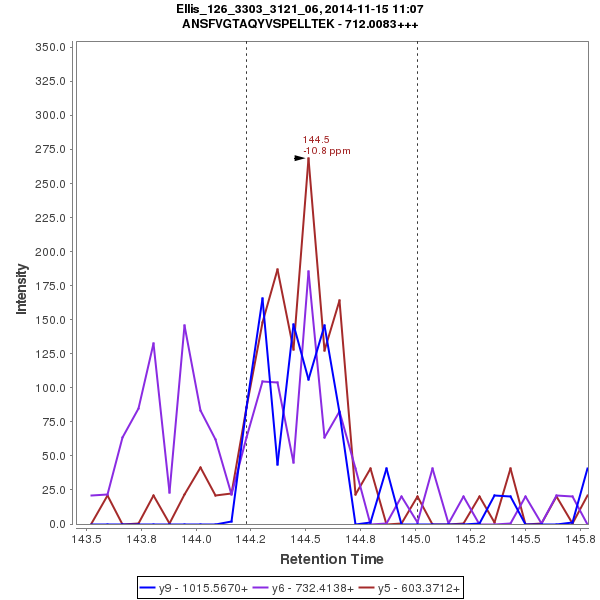 Ellis_126_3303_3121_06, 2014-11-15 11:07
ANSFVGTAQYVSPELLTEK - 712.0083+++
350.0
325.0
300.0
275.0
250.0
225.0
200.0
175.0
150.0
125.0
100.0
75.0
50.0
25.0
0.0
Intensity
144.5
-10.8 ppm
143.5 143.8 144.0 144.2 144.5 144.8 145.0 145.2 145.5 145.8
Retention Time
y9 - 1015.5670+ y6 - 732.4138+ y5 - 603.3712+